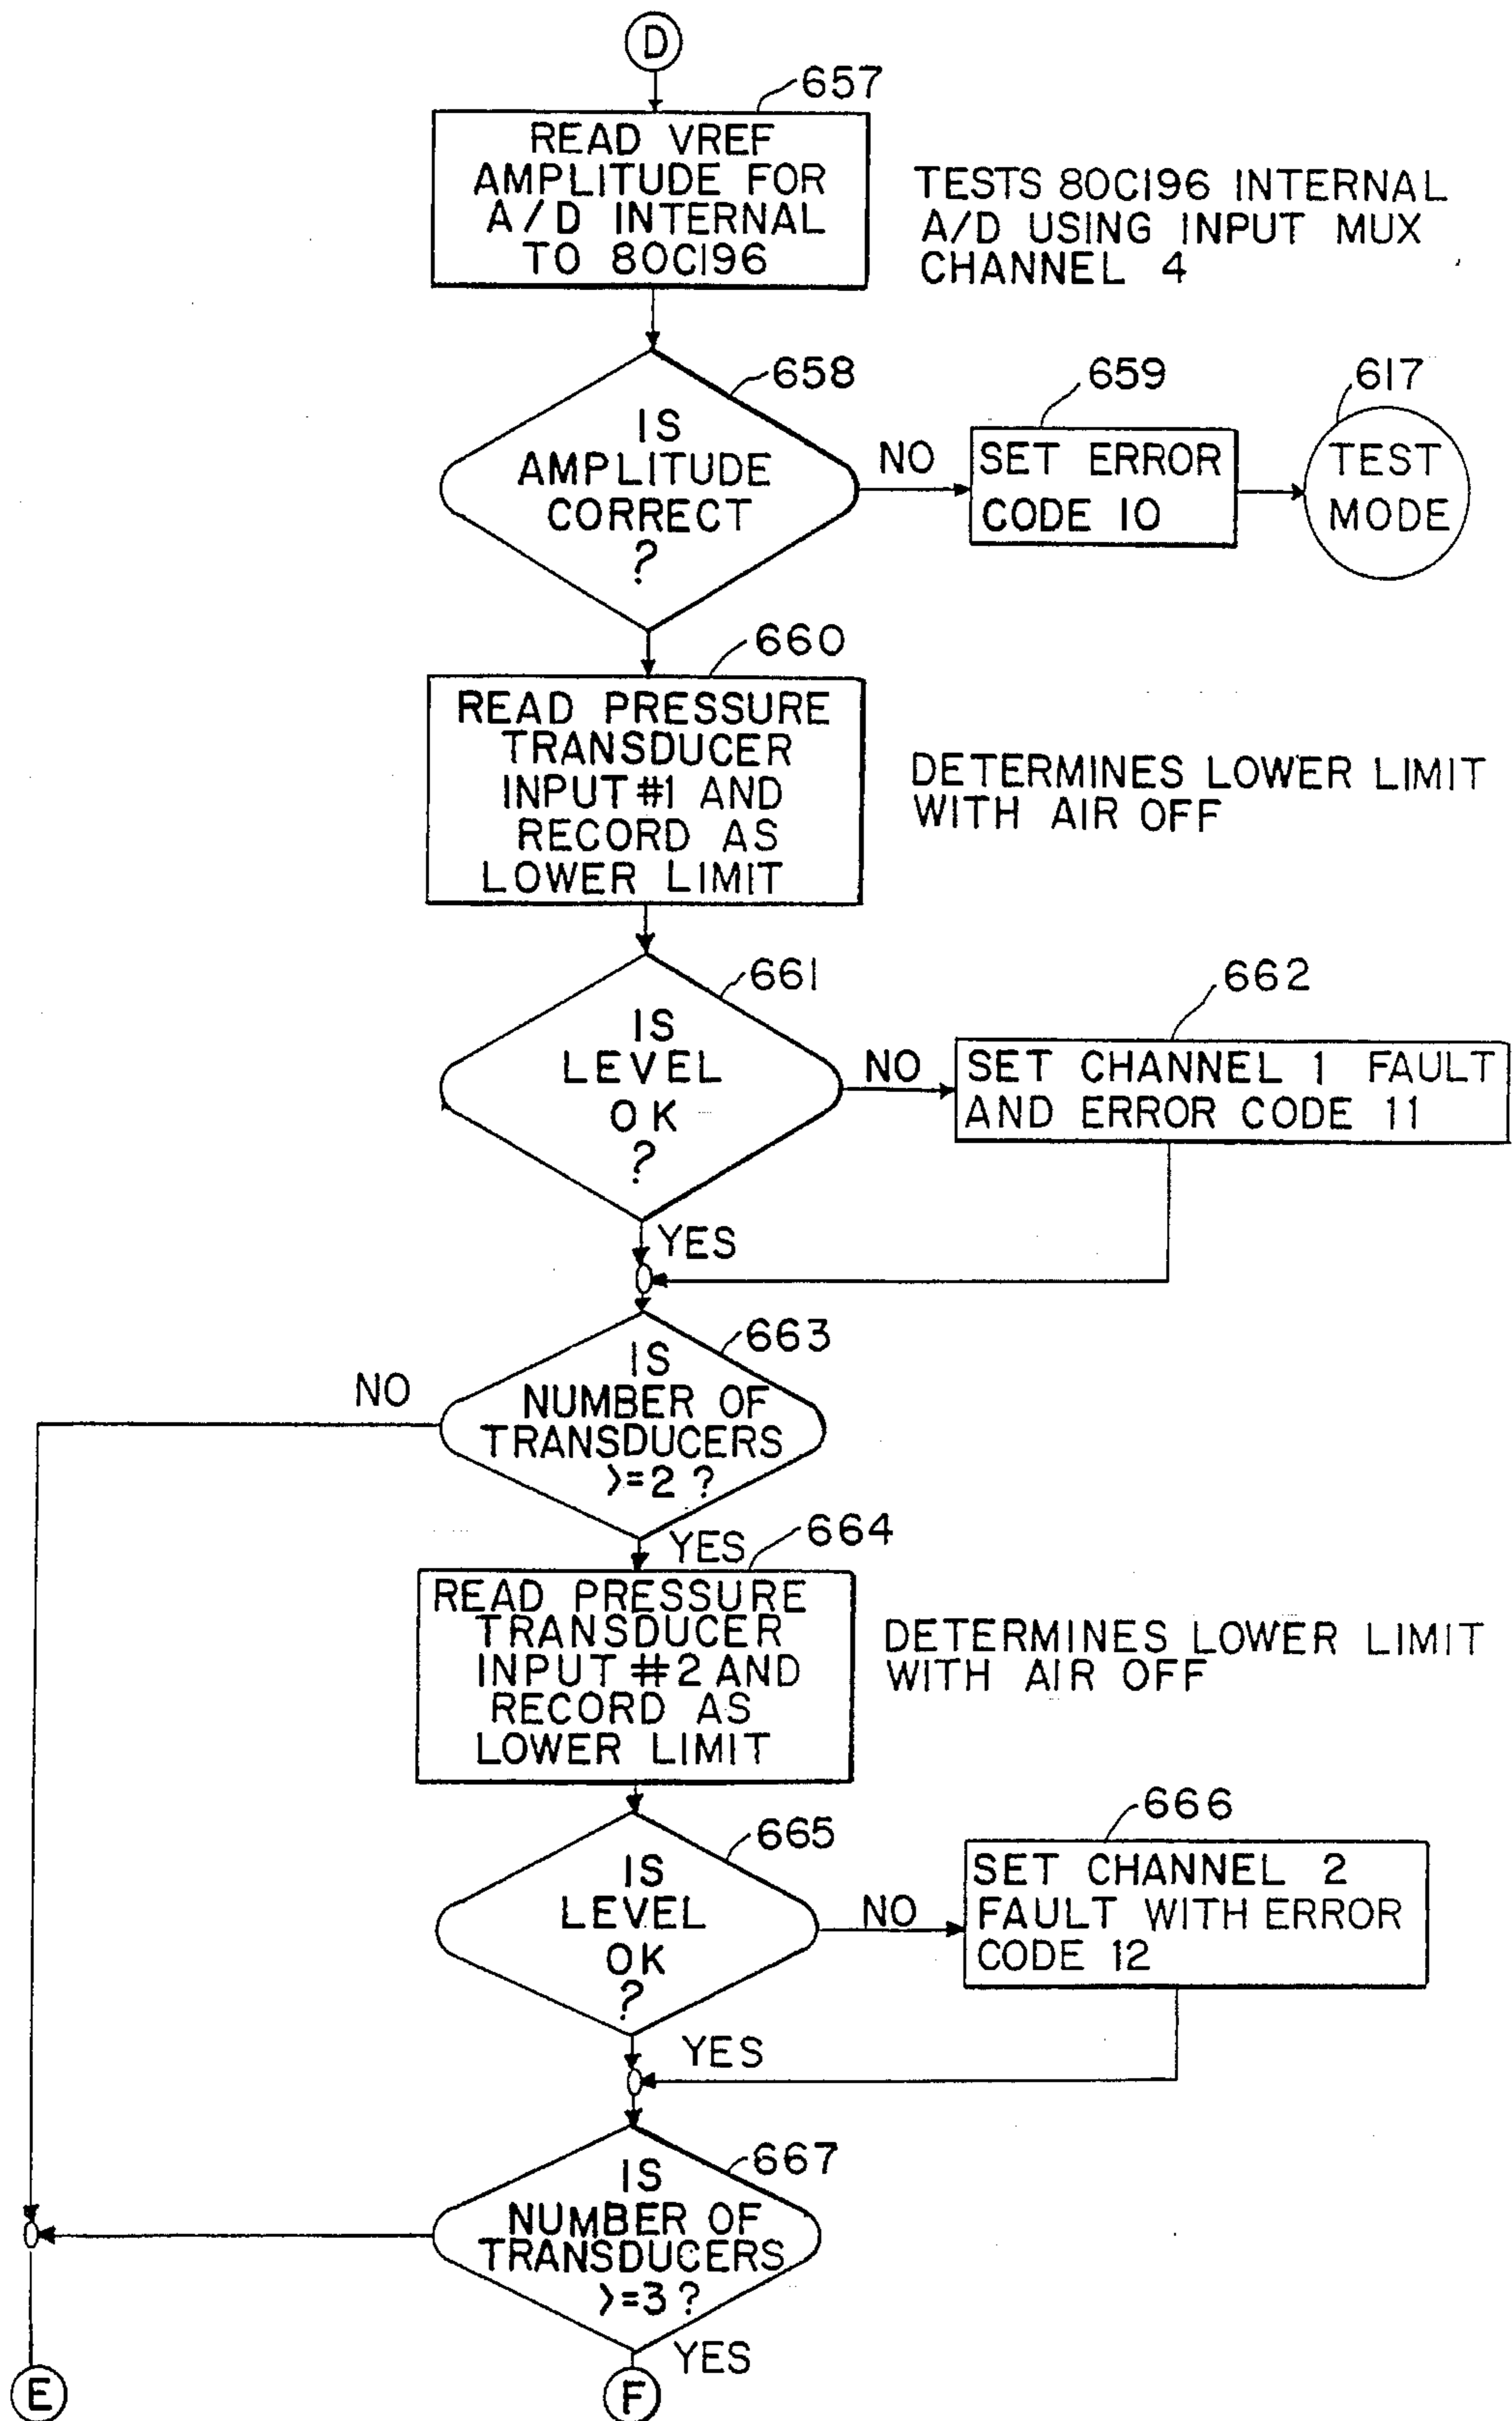 D
657
READ VREF
AMPLITUDE FOR
A/D INTERNAL
TO 80C196
TESTS 80C196 INTERNAL
A/D USING INPUT MUX
CHANNEL 4
658
IS
AMPLITUDE
CORRECT
?
NO
659
SET ERROR
CODE 10
617
TEST
MODE
660
READ PRESSURE
TRANSDUCER
INPUT #1 AND
RECORD AS
LOWER LIMIT
DETERMINES LOWER LIMIT
WITH AIR OFF
661
IS
LEVEL
OK
?
NO
662
SET CHANNEL 1 FAULT
AND ERROR CODE 11
YES
663
IS
NUMBER OF
TRANSDUCERS
>=2 ?
NO
YES
664
READ PRESSURE
TRANSDUCER
INPUT #2 AND
RECORD AS
LOWER LIMIT
DETERMINES LOWER LIMIT
WITH AIR OFF
665
IS
LEVEL
OK
?
NO
666
SET CHANNEL 2
FAULT WITH ERROR
CODE 12
YES
667
IS
NUMBER OF
TRANSDUCERS
>=3 ?
YES
E
F